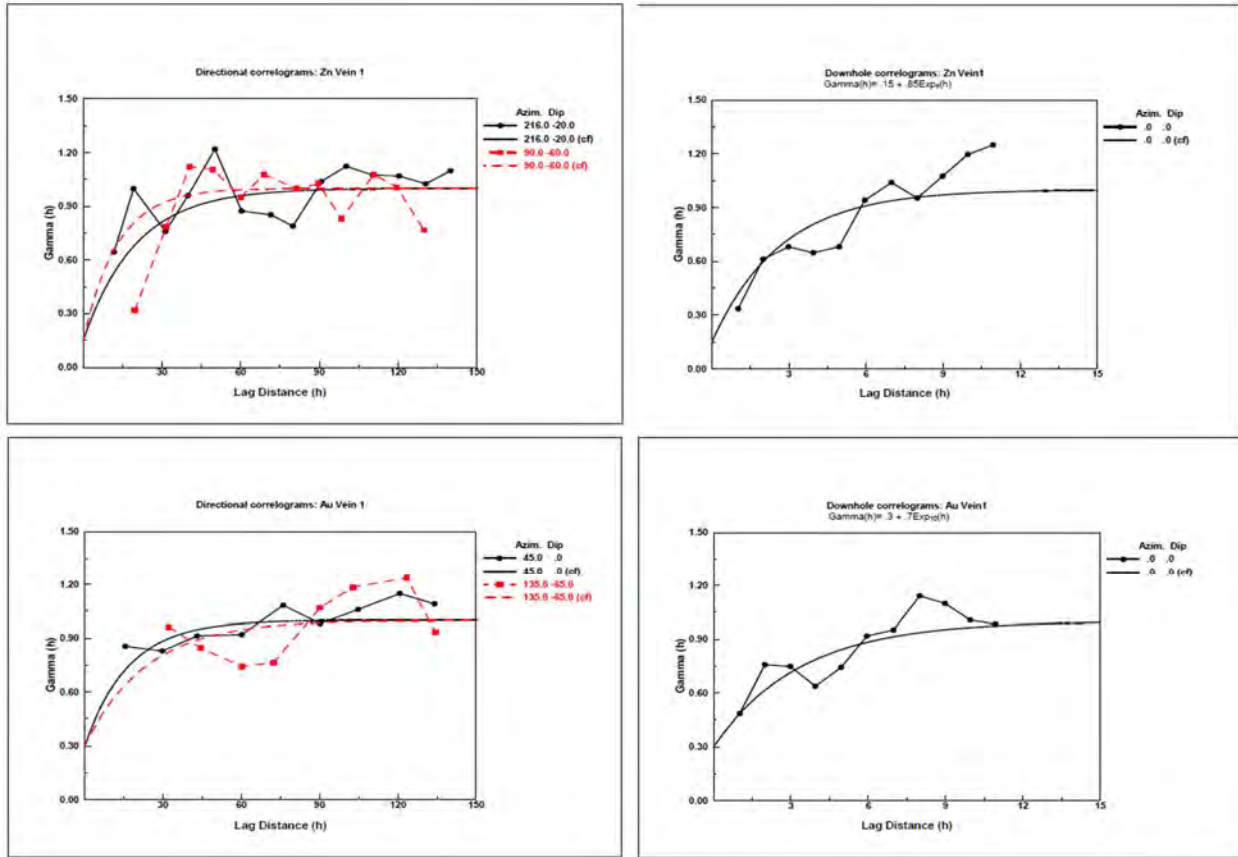 Directional correlograms: Zn Vein 1
1.50
1.20
0.90
0.60
0.30
0.00
Gamma (h)
30
60
90
120
150
Lag Distance (h)
Azim. Dip
216.0 -20.0
216.0 -20.0 (cf)
90.0 -60.0
90.0 -60.0 (cf)
Downhole correlograms: Zn Vein1
1.50
1.20
0.90
0.60
0.30
0.00
Gamma (h)
3
6
9
12
15
Lag Distance (h)
Azim. Dip
.0 .0
.0 .0 (cf)
Directional correlograms: Au Vein 1
1.50
1.20
0.90
0.60
0.30
0.00
Gamma (h)
30
60
90
120
150
Lag Distance (h)
Azim. Dip
45.0 .0
45.0 .0 (cf)
135.0 -65.0
135.0 -65.0 (cf)
Downhole correlograms: Au Vein1
Gamma(h)= .3 + .7Exp₁₀(h)
1.50
1.20
0.90
0.60
0.30
0.00
Gamma (h)
3
6
9
12
15
Lag Distance (h)
Azim. Dip
.0 .0
.0 .0 (cf)